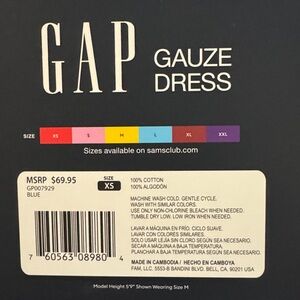 GAP
GAUZE
DRESS
SIZE XS S M L XL XXL
Sizes available on samsclub.com
MSRP $69.95
GP007929
BLUE
SIZE
XS
100% COTTON
100% ALGODÓN
MACHINE WASH COLD. GENTLE CYCLE.
WASH WITH SIMILAR COLORS.
USE ONLY NON-CHLORINE BLEACH WHEN NEEDED.
TUMBLE DRY LOW. LOW IRON WHEN NEEDED.
LAVAR A MÁQUINA EN FRÍO. CICLO SUAVE.
LAVAR CON COLORES SIMILARES.
SOLO USAR LEJÍA SIN CLORO SEGÚN SEA NECESARIO.
SECAR A MÁQUINA A BAJA TEMPERATURA.
PLANCHAR A BAJA TEMPERATURA SEGÚN SEA NECESARIO.
MADE IN CAMBODIA / HECHO EN CAMBOYA
FAM, LLC, 5553-B BANDINI BLVD. BELL, CA, 90201 USA
7 60563 08980 4
Model Height 5'9" Shown Wearing Size M